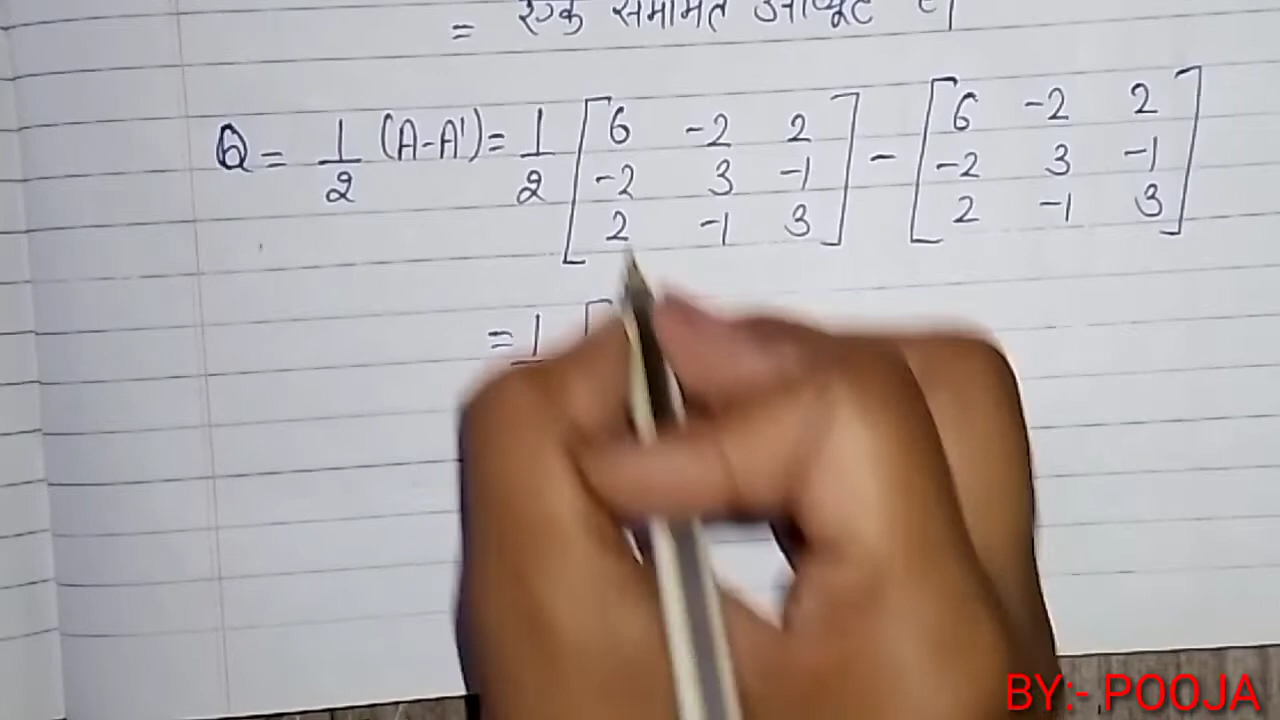 = एक सममित आव्यूह है।
Q = 1/2 (A-A') = 1/2 [6 -2 2] - [6 -2 2]
[-2 3 -1] [-2 3 -1]
[2 -1 3] [2 -1 3]
= 1
BY:- POOJA